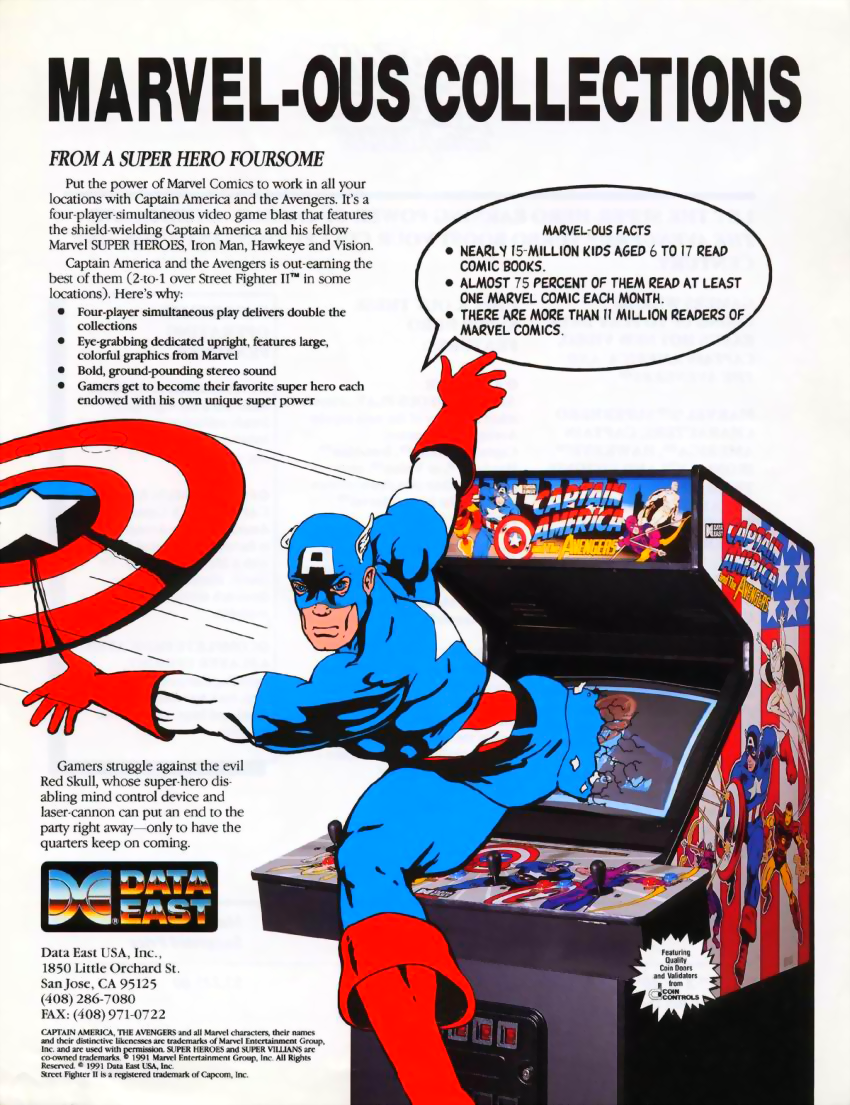 MARVEL-OUS COLLECTIONS
FROM A SUPER HERO FOURSOME
Put the power of Marvel Comics to work in all your
locations with Captain America and the Avengers. It's a
four-player-simultaneous video game blast that features
the shield-wielding Captain America and his fellow
Marvel SUPER HEROES, Iron Man, Hawkeye and Vision.
Captain America and the Avengers is out-earning the
best of them (2-to-1 over Street Fighter II™ in some
locations). Here's why:
● Four-player simultaneous play delivers double the
collections
● Eye-grabbing dedicated upright, features large,
colorful graphics from Marvel
● Bold, ground-pounding stereo sound
● Gamers get to become their favorite super hero each
endowed with his own unique super power
MARVEL-OUS FACTS
● NEARLY 15-MILLION KIDS AGED 6 TO 17 READ
COMIC BOOKS.
● ALMOST 75 PERCENT OF THEM READ AT LEAST
ONE MARVEL COMIC EACH MONTH.
● THERE ARE MORE THAN 11 MILLION READERS OF
MARVEL COMICS.
A
CAPTAIN
AMERICA
and The AVENGERS
DATA
EAST
CAPTAIN
AMERICA
and The AVENGERS
Gamers struggle against the evil
Red Skull, whose super-hero dis-
abling mind control device and
laser-cannon can put an end to the
party right away—only to have the
quarters keep on coming.
DATA
EAST®
Data East USA, Inc.,
1850 Little Orchard St.
San Jose, CA 95125
(408) 286-7080
FAX: (408) 971-0722
Featuring
Quality
Coin Doors
and Validators
from
COIN
CONTROLS
CAPTAIN AMERICA, THE AVENGERS and all Marvel characters, their names
and their distinctive likenesses are trademarks of Marvel Entertainment Group,
Inc. and are used with permission. SUPER HEROES and SUPER VILLIANS are
co-owned trademarks. © 1991 Marvel Entertainment Group, Inc. All Rights
Reserved. © 1991 Data East USA, Inc.
Street Fighter II is a registered trademark of Capcom, Inc.